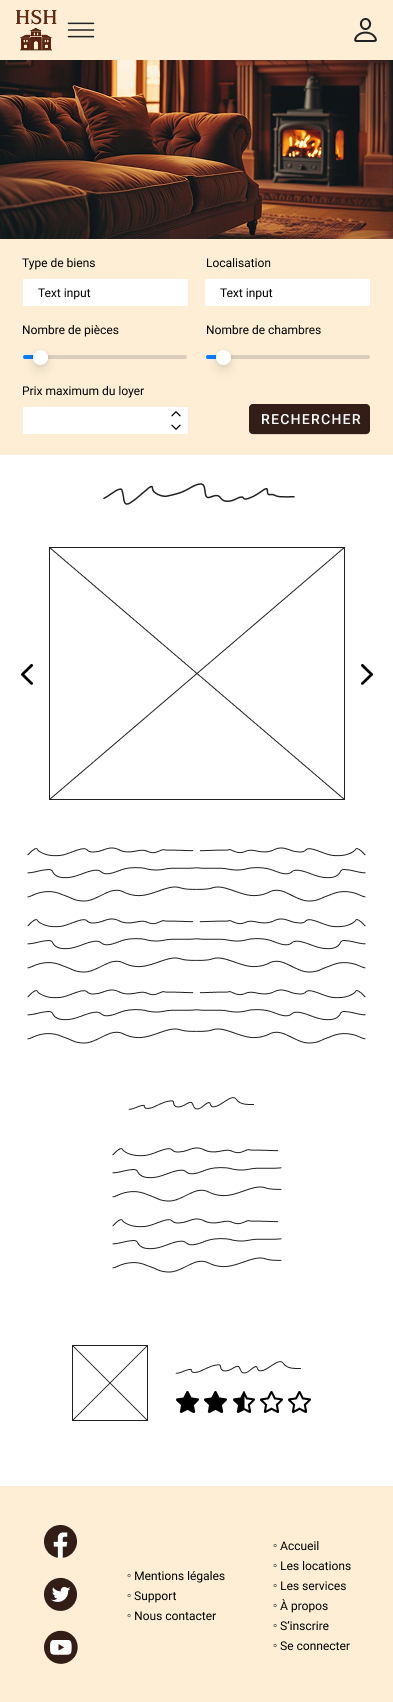 HSH
Type de biens
Localisation
Text input
Text input
Nombre de pièces
Nombre de chambres
Prix maximum du loyer
RECHERCHER
Mentions légales
Support
Nous contacter
Accueil
Les locations
Les services
À propos
S'inscrire
Se connecter